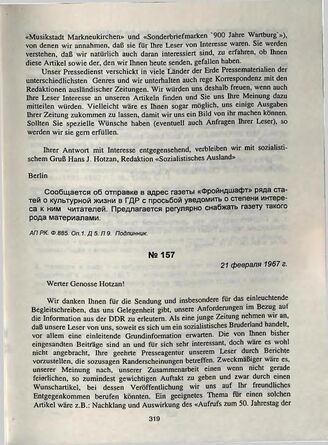 «Musikstadt Markneukirchen» und «Sonderbriefmarken `900 Jahre Wartburg`»),
von denen wir annahmen, daß sie für Ihre Leser von Interesse waren. Sie werden
verstehen, daß wir natürlich auch daran interessiert sind, zu erfahren, ob Ihnen
diese Artikel sowie der, den wir Ihnen heute senden, gefallen haben.
Unser Pressedienst verschickt in viele Länder der Erde Pressematerialien der
unterschiedlichsten Genres und wir unterhalten auch rege Korrespondenz mit den
Redaktionen ausländischer Zeitungen. Wir würden uns deshalb freuen, wenn auch
Ihre Leser Interesse an unseren Artikeln finden und Sie uns Ihre Meinung dazu
mitteilen würden. Vielleicht wäre es Ihnen sogar möglich, uns einige Ausgaben
Ihrer Zeitung zukommen zu lassen, damit wir uns ein Bild von ihr machen können.
Sollten Sie spezielle Wünsche haben (eventuell auch Anfragen Ihrer Leser), so
werden wir sie gern erfüllen.
Ihrer Antwort mit Interesse entgegensehend, verbleiben wir mit sozialisti-
schem Gruß Hans J. Hotzan, Redaktion «Sozialistisches Ausland»
Berlin
Сообщается об отправке в адрес газеты «Фройндшафт» ряда ста-
тей о культурной жизни в ГДР с просьбой уведомить о степени интере-
са к ним читателей. Предлагается регулярно снабжать газету такого
рода материалами.
АП РК. Ф.885. Оп.1. Д.5. Л 9. Подлинник.
№ 157
21 февраля 1967 г.
Werter Genosse Hotzan!
Wir danken Ihnen für die Sendung und insbesondere für das einleuchtende
Begleitschreiben, das uns Gelegenheit gibt, unsere Anforderungen im Bezug auf
die Information aus der DDR zu erleutern. Als eine junge Zeitung nehmen wir an,
daß unsere Leser von uns, soweit es sich um ein sozialistisches Bruderland handelt,
vor allem eine einleitende Grundinformation erwarten. Die von Ihnen bisher
eingesandten Beiträge sind an und für sich sehr interessant, doch wäre es wohl
nicht angebracht, Ihre geehrte Presseagentur unserem Leser durch Berichte
vorzustellen, die sozusagen Randerscheinungen betreffen. Zweckmäßiger wäre es,
unserer Meinung nach, unserer Zusammenarbeit einen wenn nicht gerade
feierlichen, so zumindest gewichtigen Auftakt zu geben und zwar durch einen
Wunschartikel, bei dessen Veröffentlichung wir uns auf Ihr freundliches
Entgegenkommen berufen könnten. Ein geeignetes Thema für einen solchen
Artikel wäre z.B.: Nachklang und Auswirkung des «Aufrufs zum 50. Jahrestag der
319